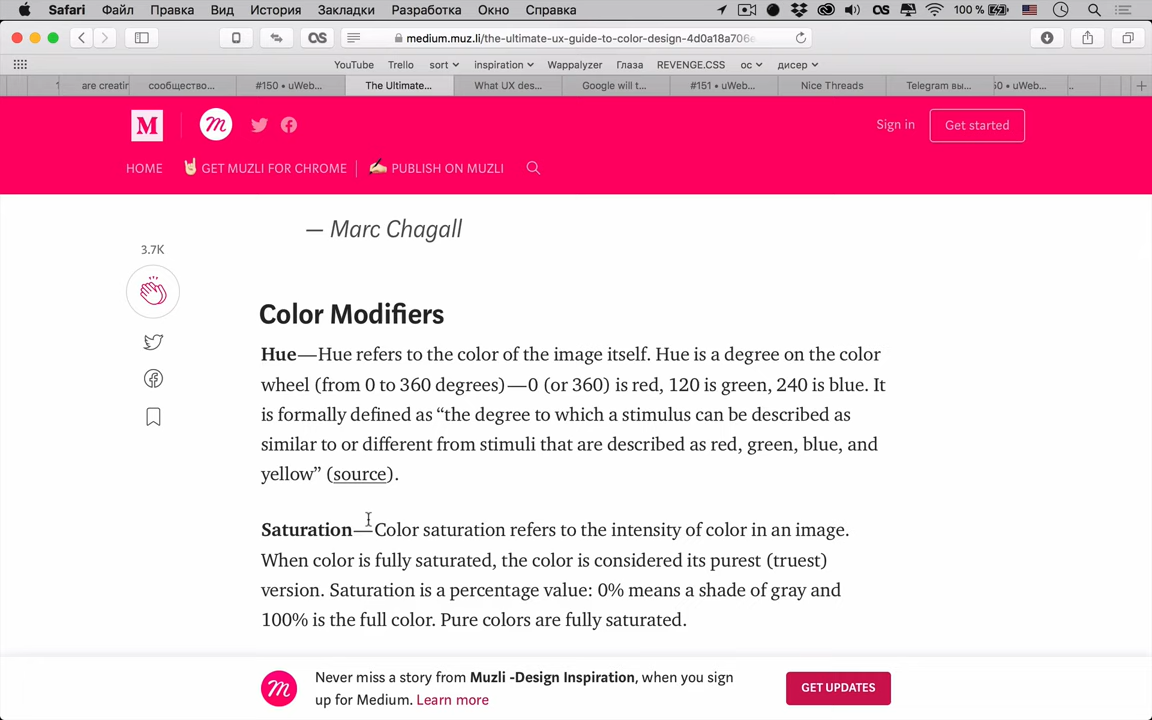 Safari Файл Правка Вид История Закладки Разработка Окно Справка 100 %
medium.muz.li/the-ultimate-ux-guide-to-color-design-4d0a18a706e
YouTube Trello sort inspiration Wappalyzer Глаза REVENGE.CSS ос дисер
are creatin сообщество... #150 • uWeb... The Ultimate... What UX des... Google will t... #151 • uWeb... Nice Threads Telegram вы... 50 • uWeb...
M m Sign in Get started
HOME GET MUZLI FOR CHROME PUBLISH ON MUZLI
— Marc Chagall
3.7K
Color Modifiers
Hue—Hue refers to the color of the image itself. Hue is a degree on the color
wheel (from 0 to 360 degrees)—0 (or 360) is red, 120 is green, 240 is blue. It
is formally defined as “the degree to which a stimulus can be described as
similar to or different from stimuli that are described as red, green, blue, and
yellow” (source).
Saturation—Color saturation refers to the intensity of color in an image.
When color is fully saturated, the color is considered its purest (truest)
version. Saturation is a percentage value: 0% means a shade of gray and
100% is the full color. Pure colors are fully saturated.
m Never miss a story from Muzli -Design Inspiration, when you sign
up for Medium. Learn more
GET UPDATES